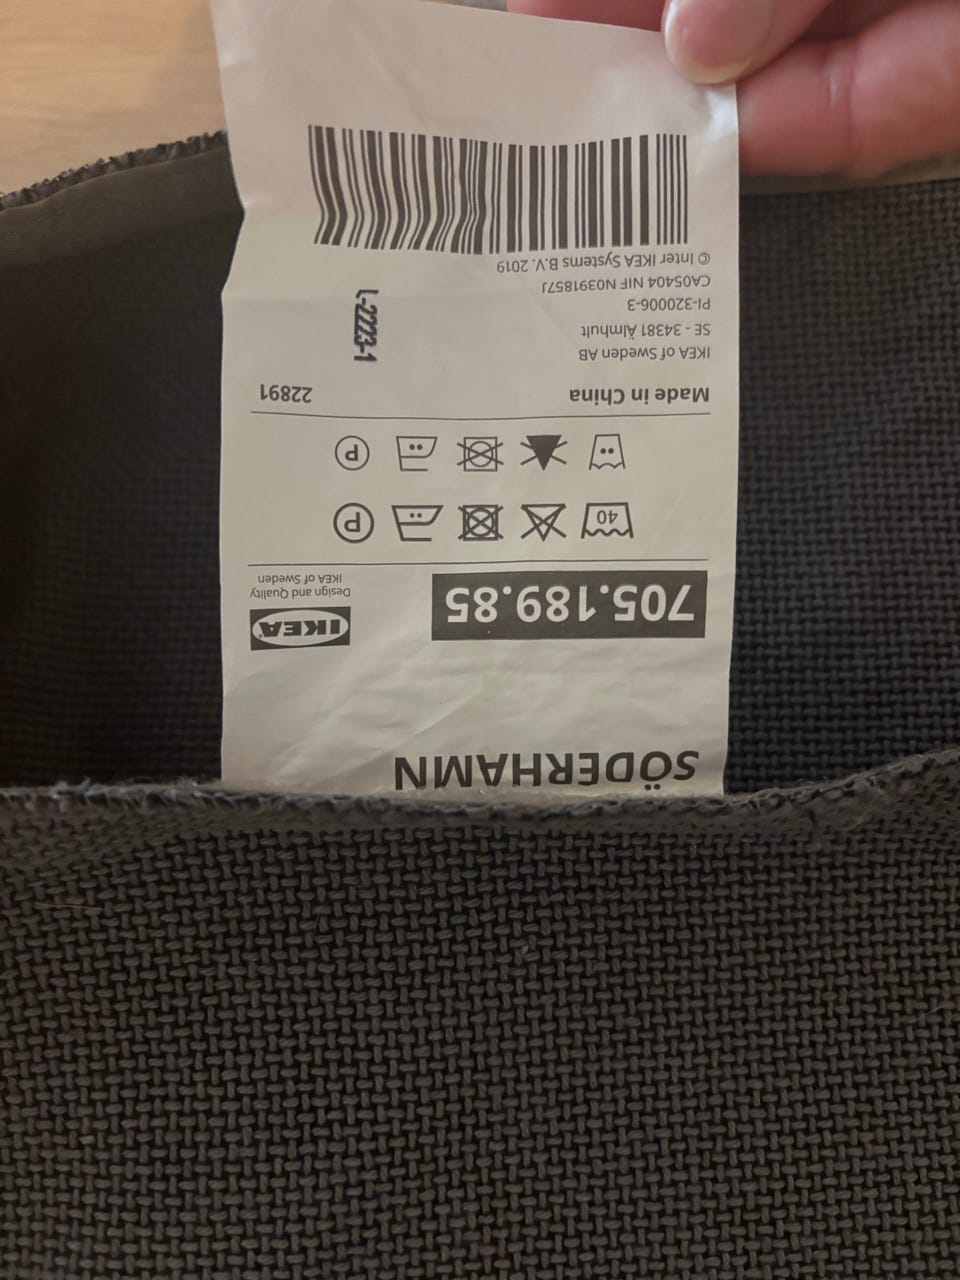 SÖDERHAMN
705.189.85
IKEA®
Design and Quality
IKEA of Sweden
40
P
P
Made in China 22891
IKEA of Sweden AB
SE - 34381 Älmhult
PI-320006-3
CA05404 NIF N0391857J
© Inter IKEA Systems B.V. 2019
L-2223-1